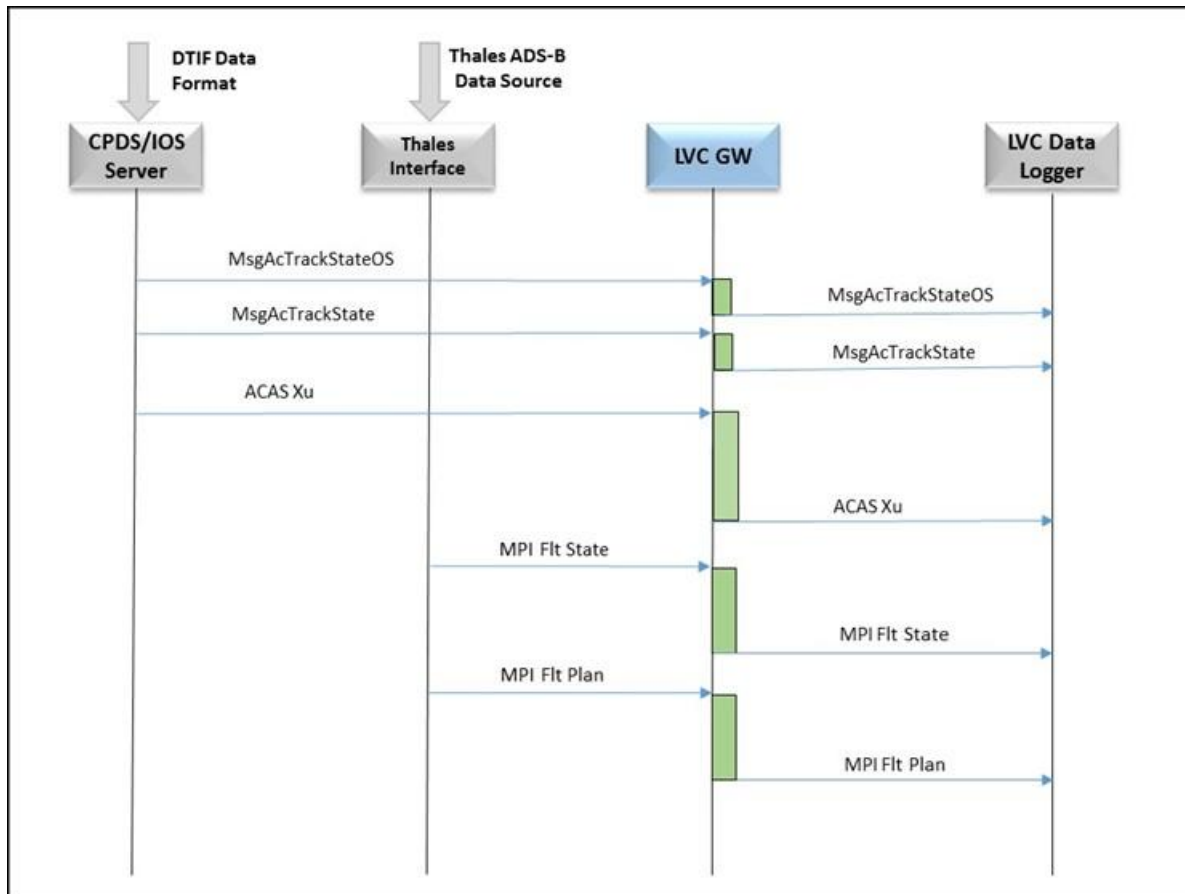 DTIF Data
Format
Thales ADS-B
Data Source
CPDS/IOS
Server
Thales
Interface
LVC GW
LVC Data
Logger
MsgAcTrackStateOS
MsgAcTrackStateOS
MsgAcTrackState
MsgAcTrackState
ACAS Xu
ACAS Xu
MPI Flt State
MPI Flt State
MPI Flt Plan
MPI Flt Plan